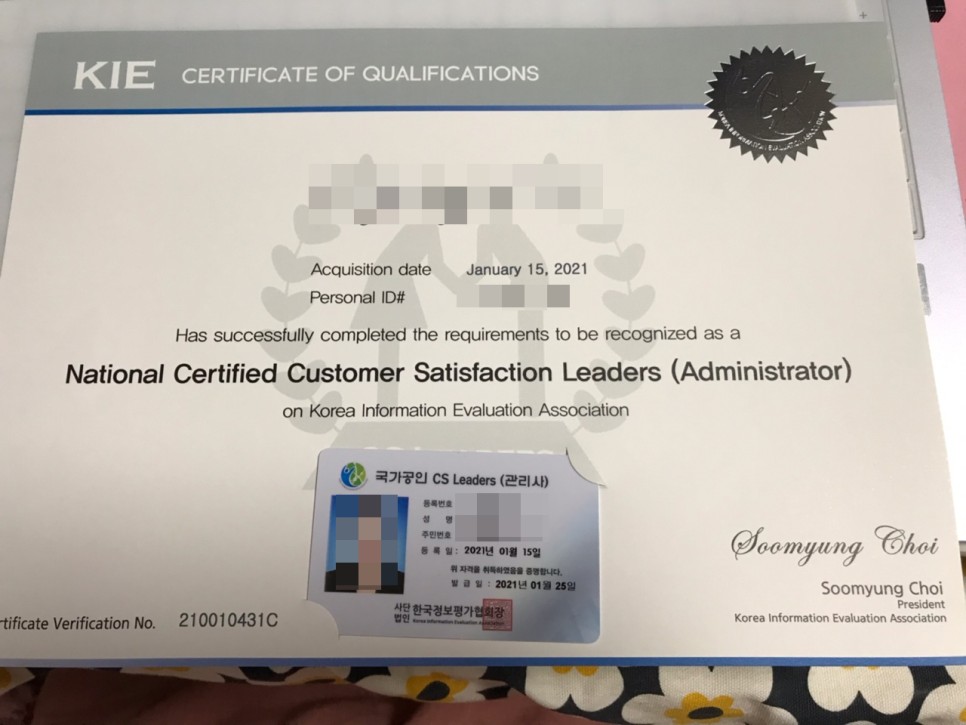 KIE CERTIFICATE OF QUALIFICATIONS
Acquisition date January 15, 2021
Personal ID#
Has successfully completed the requirements to be recognized as a
National Certified Customer Satisfaction Leaders (Administrator)
on Korea Information Evaluation Association
국가공인 CS Leaders (관리사)
등록번호
성 명
주민번호
등 록 일 : 2021년 01월 15일
위 자격을 취득하였음을 증명합니다.
발 급 일 : 2021년 01월 25일
사단법인 한국정보평가협회장
Korea Information Evaluation Association
Soomyung Choi
Soomyung Choi
President
Korea Information Evaluation Association
rtificate Verification No. 210010431C